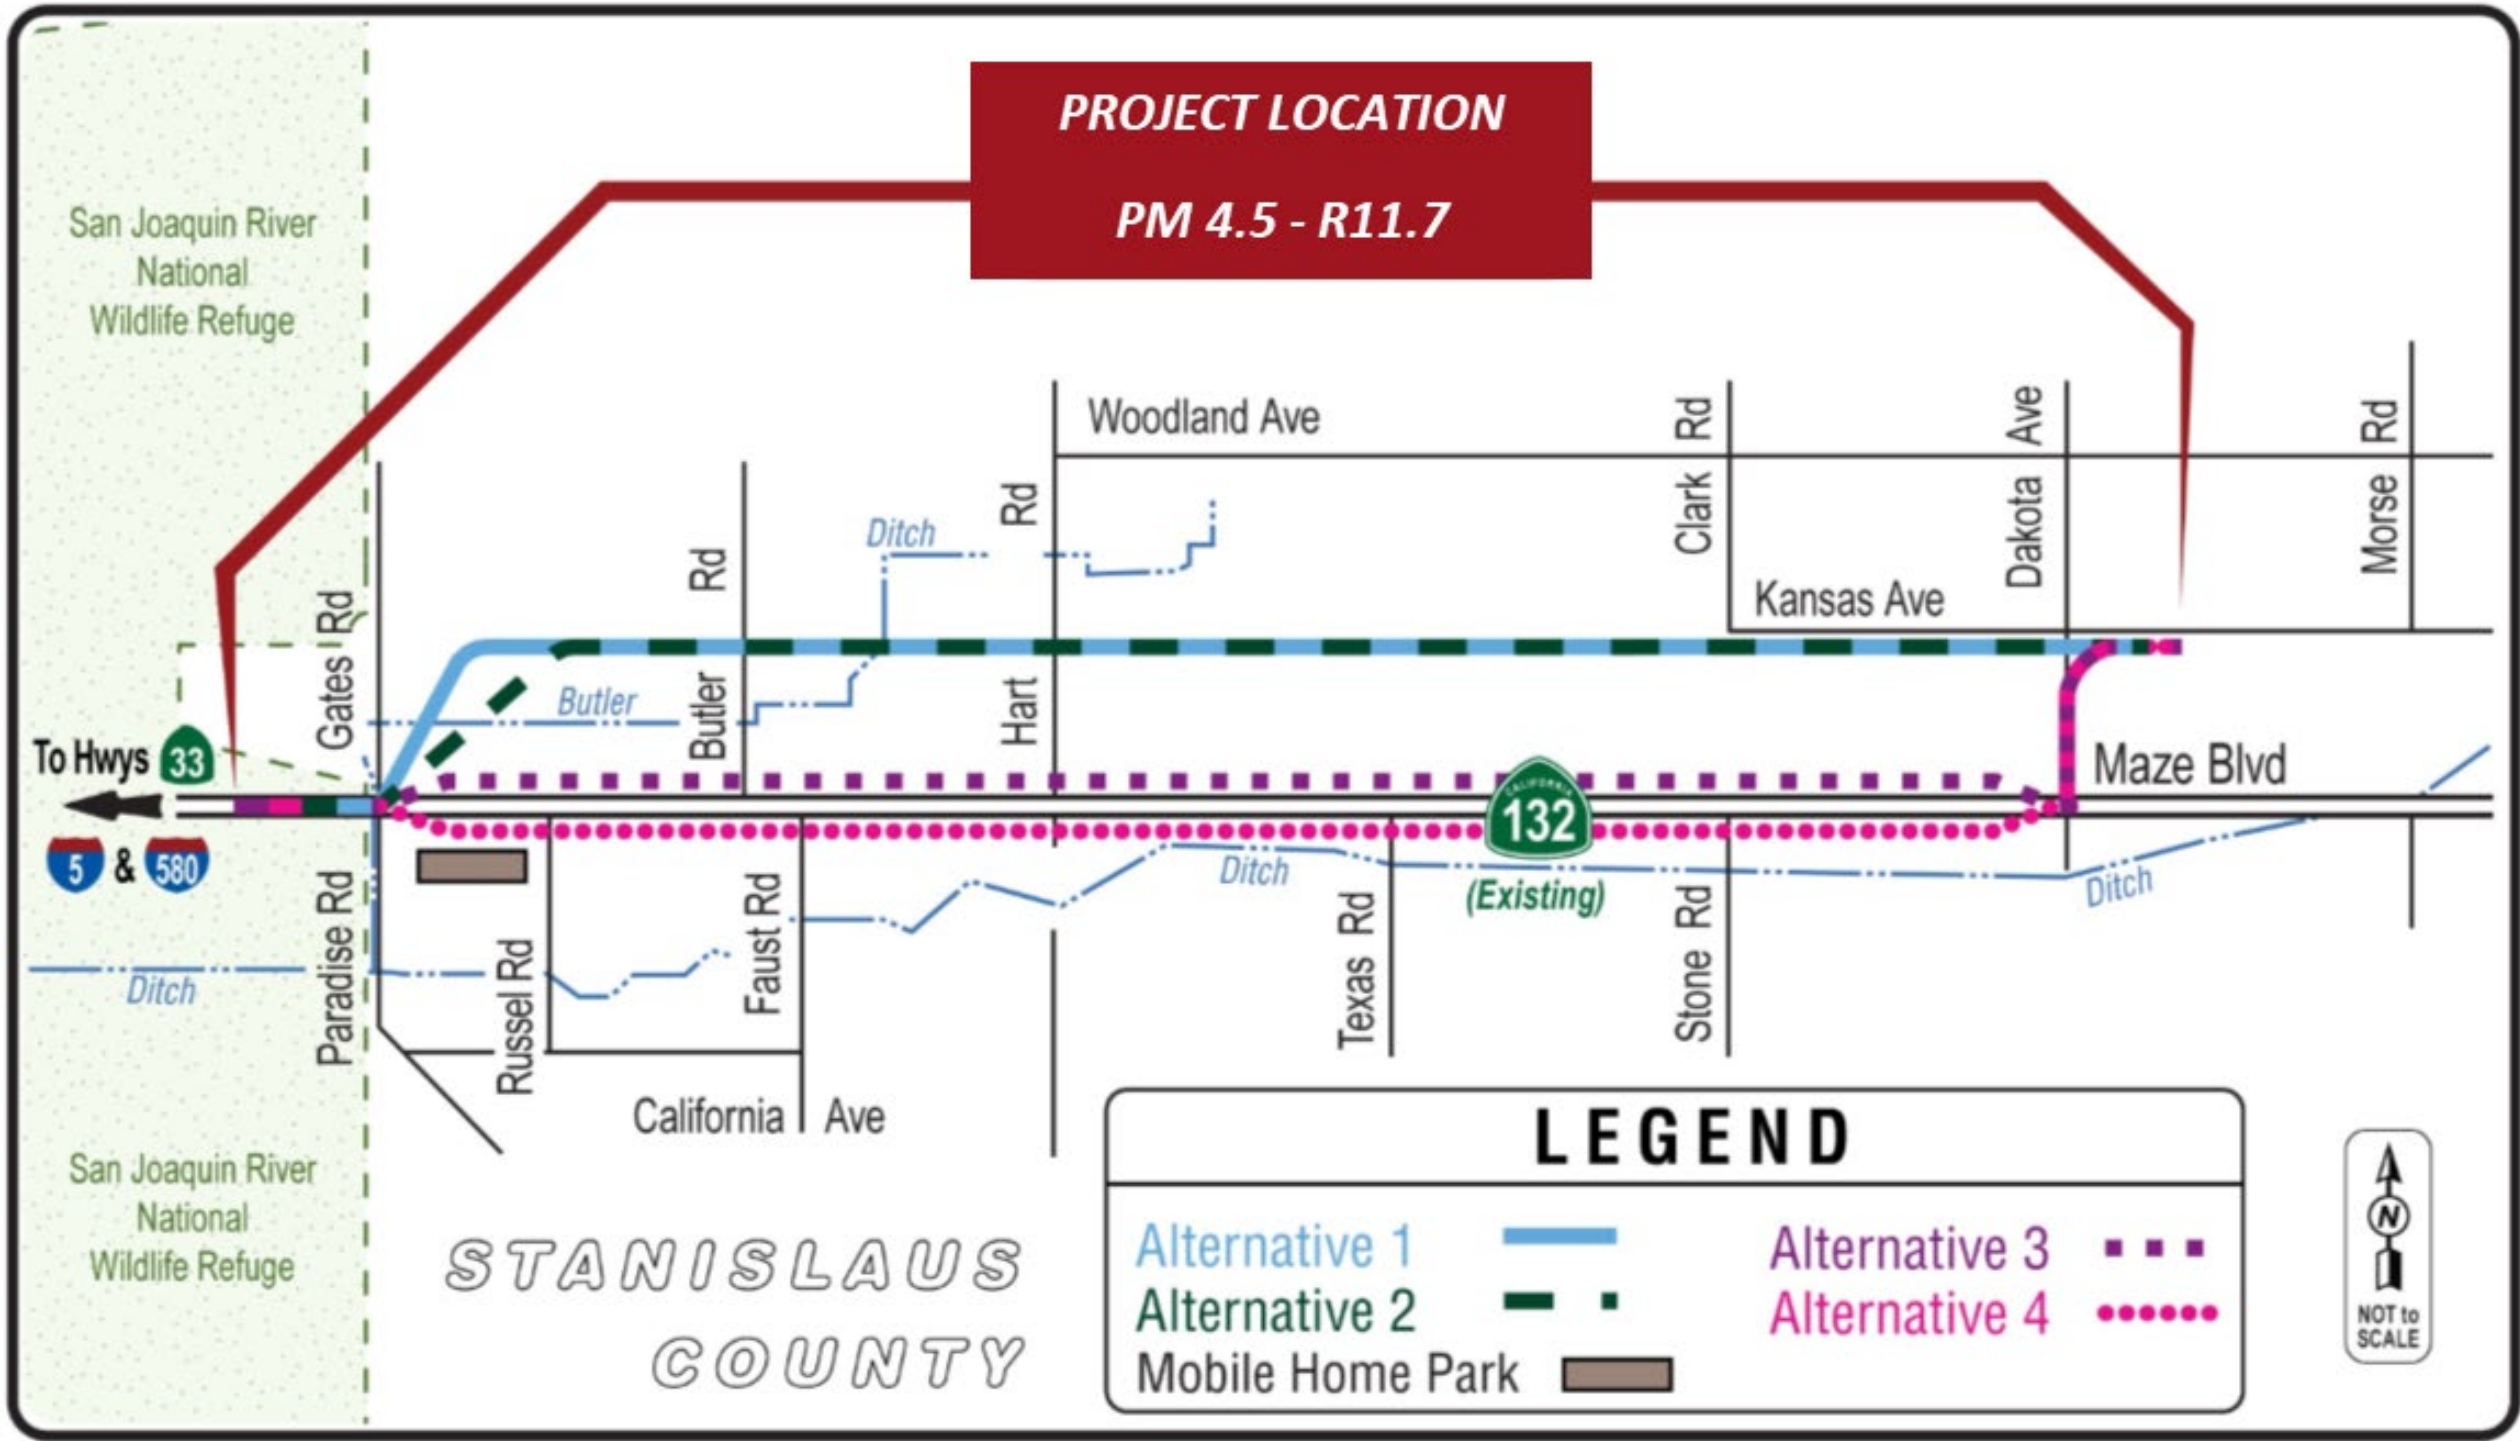 PROJECT LOCATION
PM 4.5 - R11.7
San Joaquin River
National
Wildlife Refuge
Woodland Ave
Clark Rd
Dakota Ave
Morse Rd
Ditch
Kansas Ave
Gates Rd
Butler Rd
Hart Rd
Butler
To Hwys 33
5 & 580
Maze Blvd
CALIFORNIA
132
(Existing)
Ditch
Ditch
Paradise Rd
Russel Rd
Faust Rd
Texas Rd
Stone Rd
Ditch
California Ave
San Joaquin River
National
Wildlife Refuge
STANISLAUS
COUNTY
LEGEND
Alternative 1
Alternative 2
Mobile Home Park
Alternative 3
Alternative 4
N
NOT to
SCALE